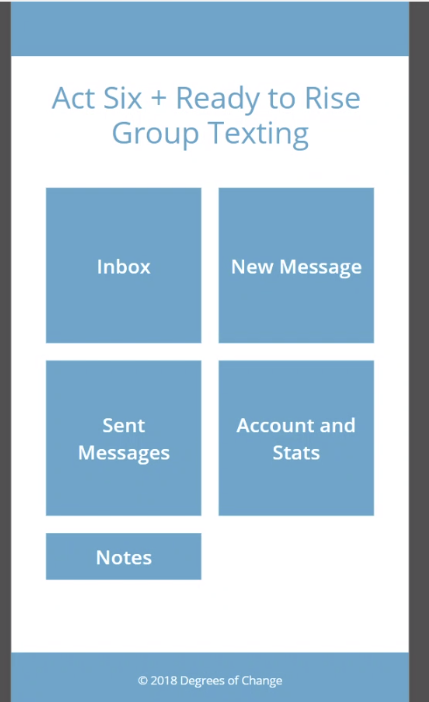 Act Six + Ready to Rise
Group Texting
Inbox
New Message
Sent
Messages
Account and
Stats
Notes
© 2018 Degrees of Change